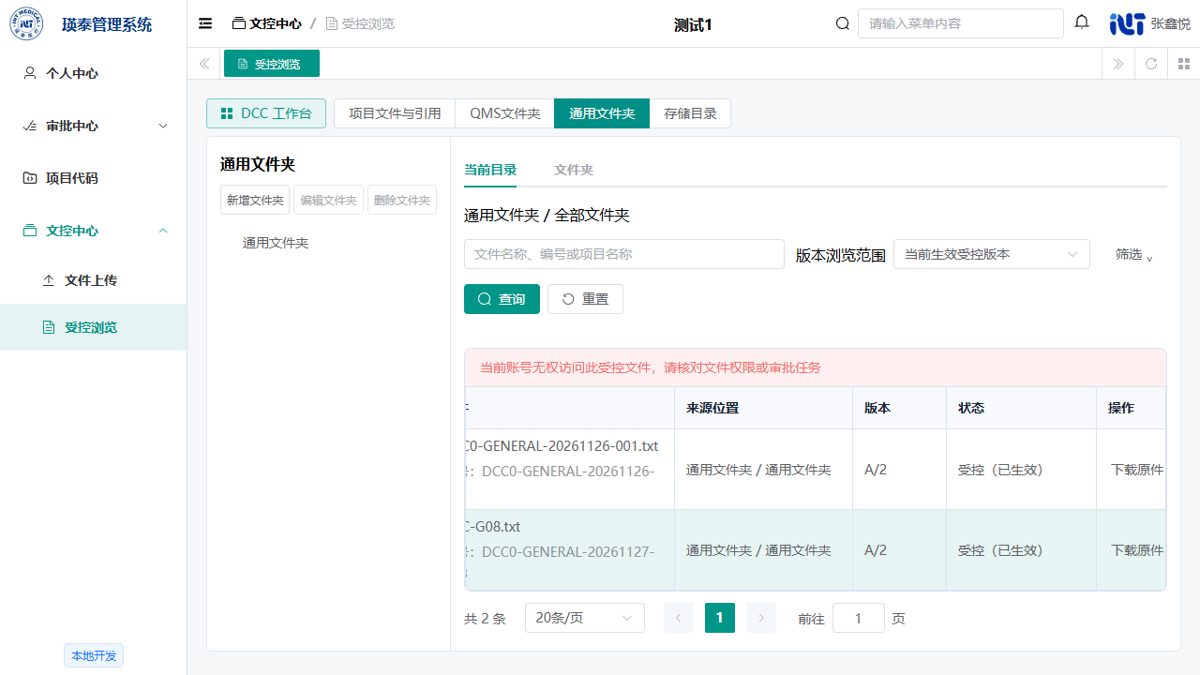 瑛泰管理系统
文控中心 / 受控浏览
测试1
请输入菜单内容
张鑫悦
个人中心
审批中心
项目代码
文控中心
文件上传
受控浏览
本地开发
受控浏览
DCC 工作台
项目文件与引用
QMS文件夹
通用文件夹
存储目录
通用文件夹
新增文件夹
编辑文件夹
删除文件夹
通用文件夹
当前目录
文件夹
通用文件夹 / 全部文件夹
文件名称、编号或项目名称
版本浏览范围
当前生效受控版本
筛选
查询
重置
当前账号无权访问此受控文件，请核对文件权限或审批任务
来源位置
版本
状态
操作
C0-GENERAL-20261126-001.txt
: DCC0-GENERAL-20261126-
通用文件夹 / 通用文件夹
A/2
受控（已生效）
下载原件
C-G08.txt
: DCC0-GENERAL-20261127-
通用文件夹 / 通用文件夹
A/2
受控（已生效）
下载原件
共 2 条
20条/页
1
前往
1
页